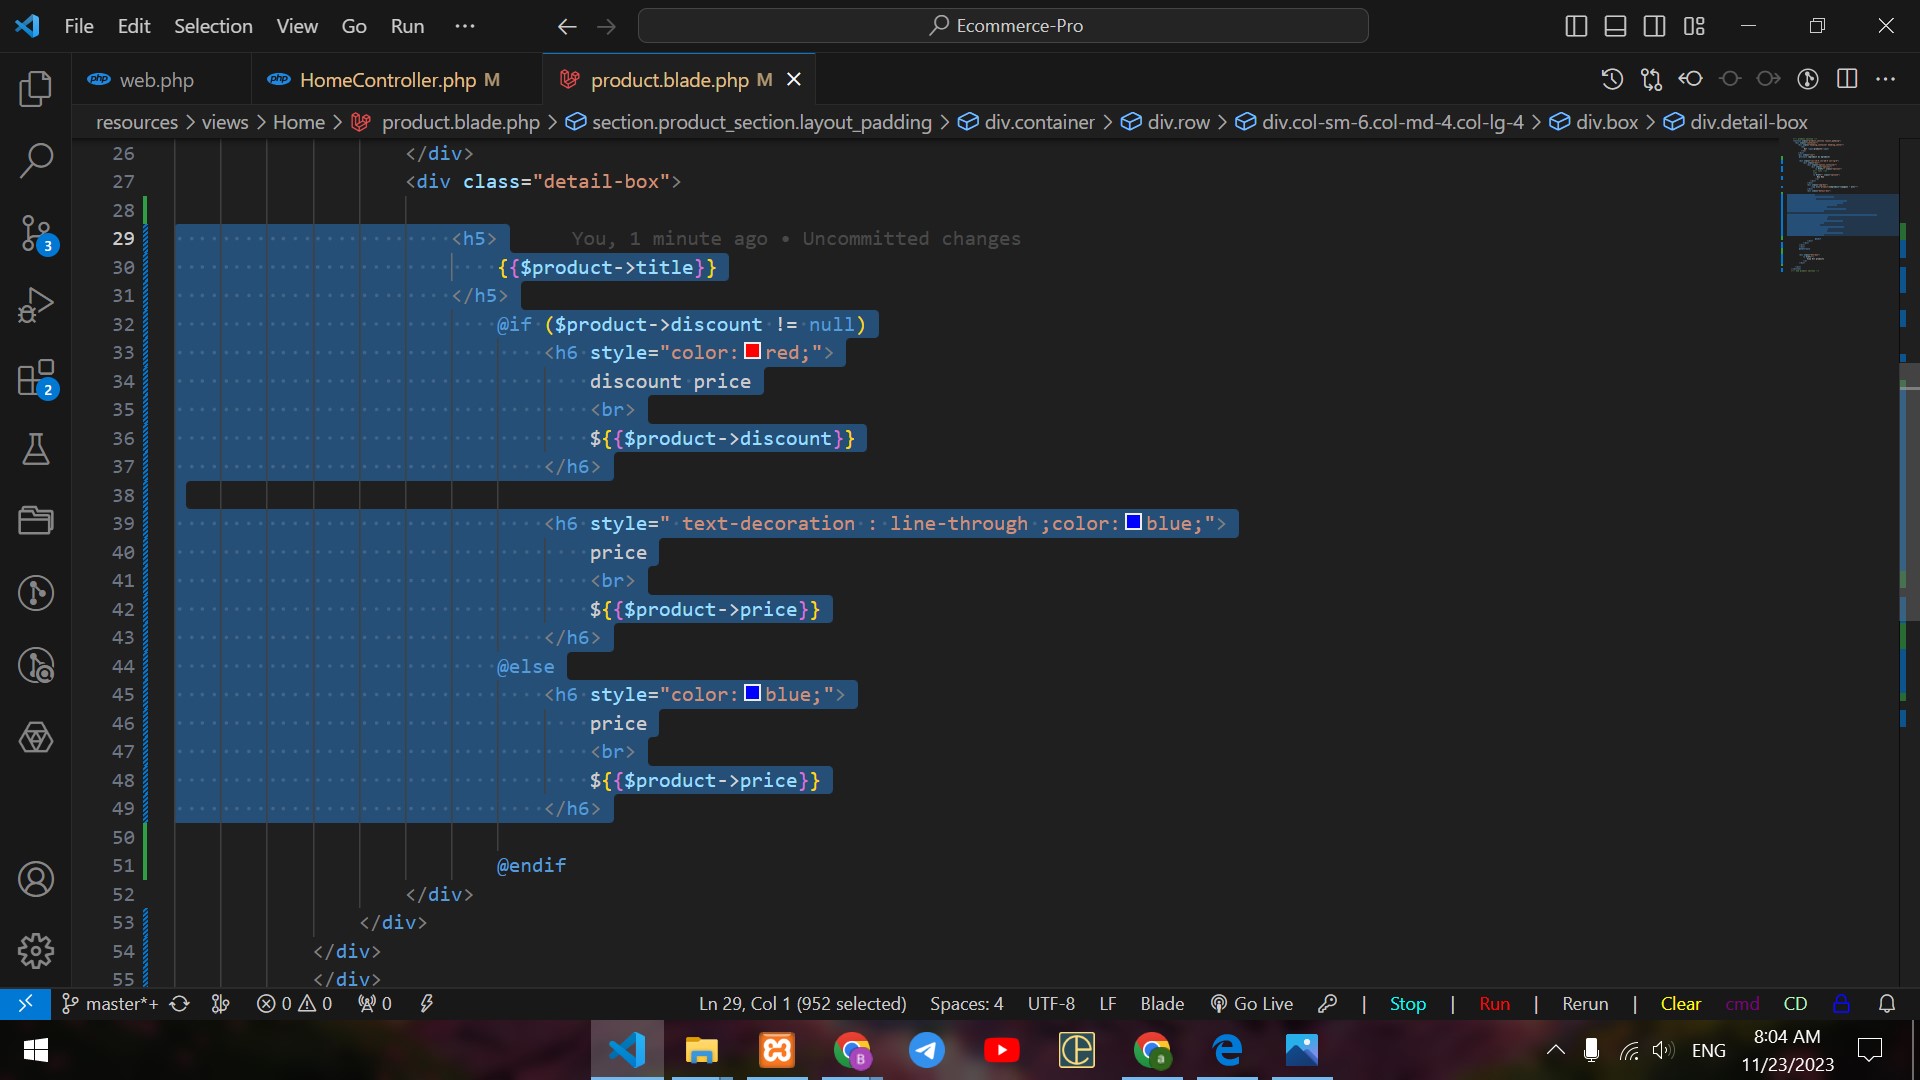 File Edit Selection View Go Run ··· Ecommerce-Pro
web.php HomeController.php M product.blade.php M
resources > views > Home > product.blade.php > section.product_section.layout_padding > div.container > div.row > div.col-sm-6.col-md-4.col-lg-4 > div.box > div.detail-box
26 </div>
27 <div class="detail-box">
28
29 <h5> You, 1 minute ago • Uncommitted changes
30 {{$product->title}}
31 </h5>
32 @if ($product->discount != null)
33 <h6 style="color:red;">
34 discount price
35 <br>
36 ${{$product->discount}}
37 </h6>
38
39 <h6 style=" text-decoration : line-through ;color:blue;">
40 price
41 <br>
42 ${{$product->price}}
43 </h6>
44 @else
45 <h6 style="color:blue;">
46 price
47 <br>
48 ${{$product->price}}
49 </h6>
50
51 @endif
52 </div>
53 </div>
54 </div>
55 </div>
3
2
master*+ 0 0 0 Ln 29, Col 1 (952 selected) Spaces: 4 UTF-8 LF Blade Go Live | Stop | Run | Rerun | Clear cmd CD
B a ENG 8:04 AM
11/23/2023